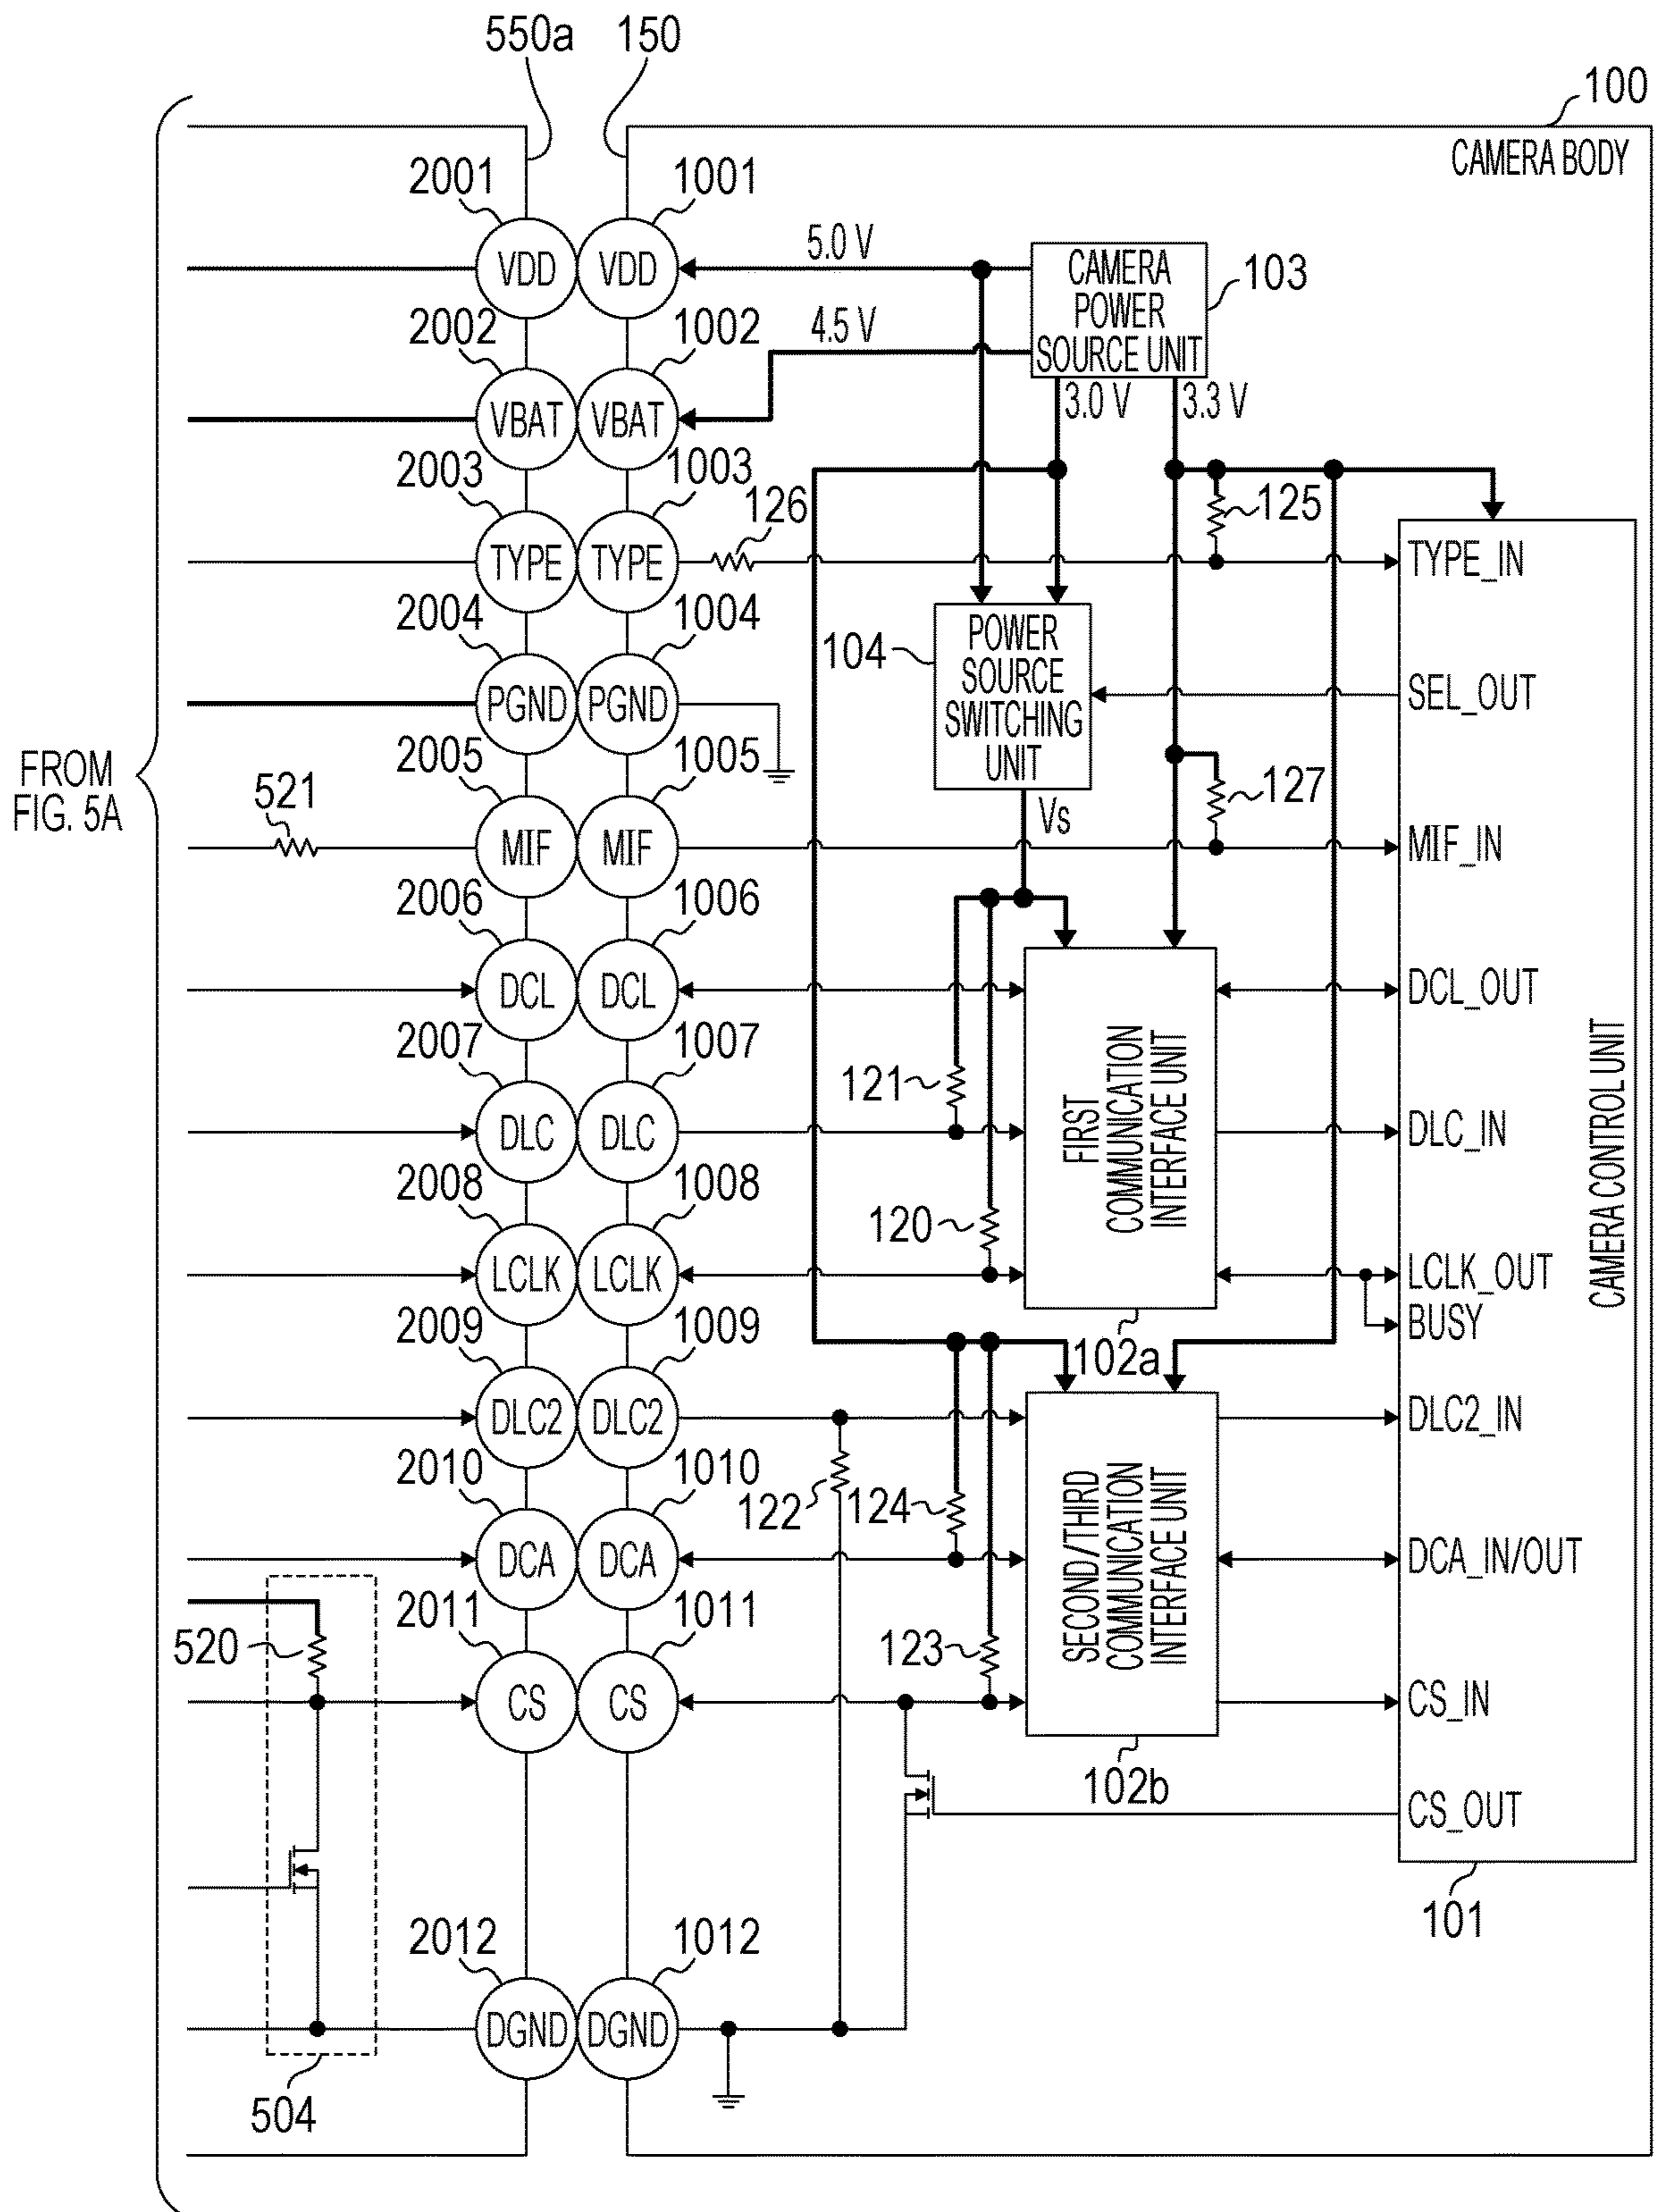 550a 150
100
CAMERA BODY
2001 1001
VDD VDD
5.0 V
CAMERA
POWER
SOURCE UNIT
103
2002 1002
4.5 V
3.0 V 3.3 V
VBAT VBAT
2003 1003
126
125
TYPE TYPE
TYPE_IN
2004 1004
104
POWER
SOURCE
SWITCHING
UNIT
PGND PGND
SEL_OUT
FROM
FIG. 5A
2005 1005
521
127
Vs
MIF MIF
MIF_IN
2006 1006
DCL DCL
DCL_OUT
2007 1007
121
DLC DLC
DLC_IN
FIRST
COMMUNICATION
INTERFACE UNIT
CAMERA CONTROL UNIT
2008 1008
120
LCLK LCLK
LCLK_OUT
BUSY
2009 1009
102a
DLC2 DLC2
DLC2_IN
2010 1010
122 124
SECOND/THIRD
COMMUNICATION
INTERFACE UNIT
DCA DCA
DCA_IN/OUT
2011 1011
520
123
CS CS
CS_IN
102b
CS_OUT
101
2012 1012
DGND DGND
504